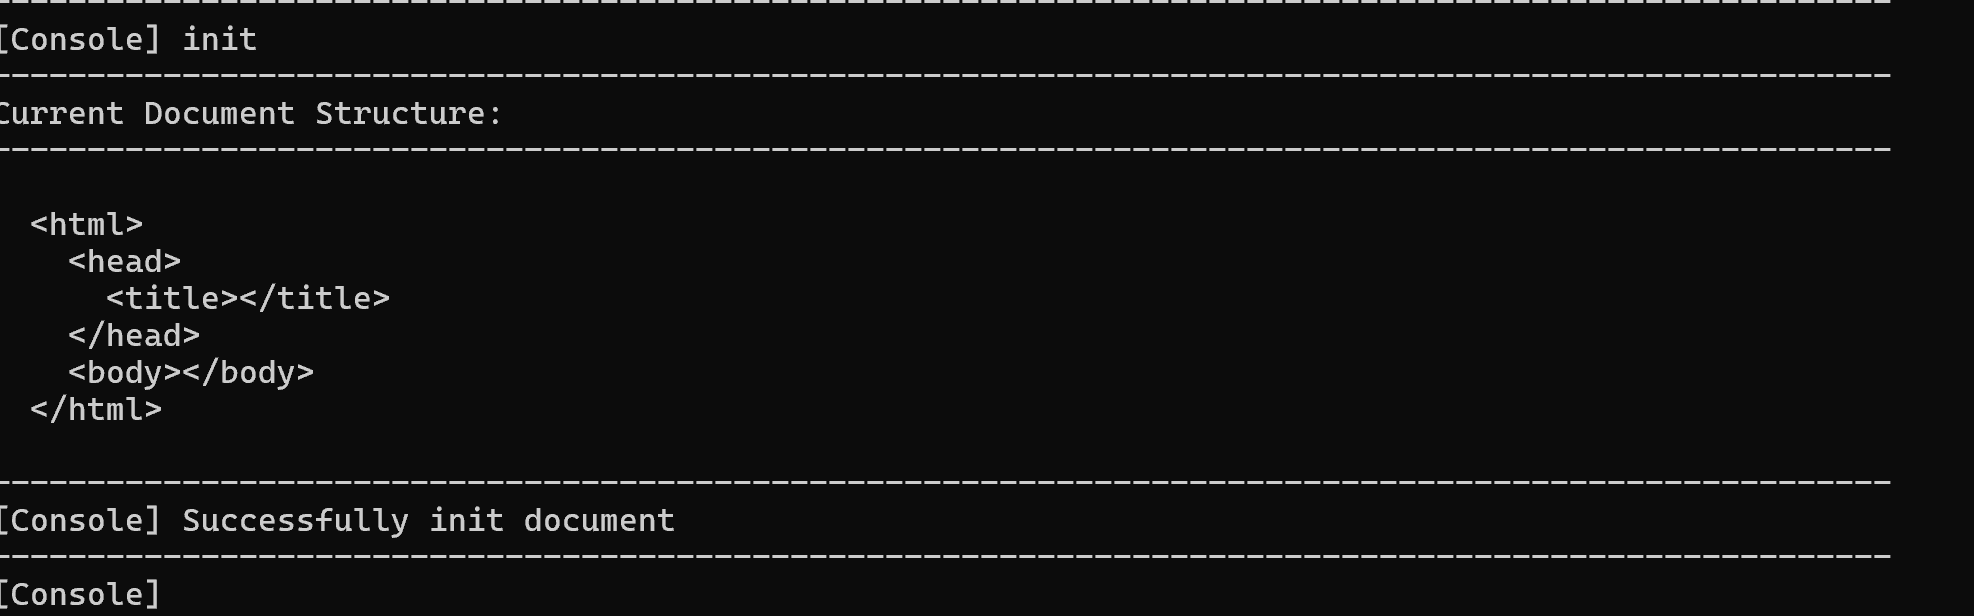 [Console] init
Current Document Structure:
<html>
<head>
<title></title>
</head>
<body></body>
</html>
[Console] Successfully init document
[Console]